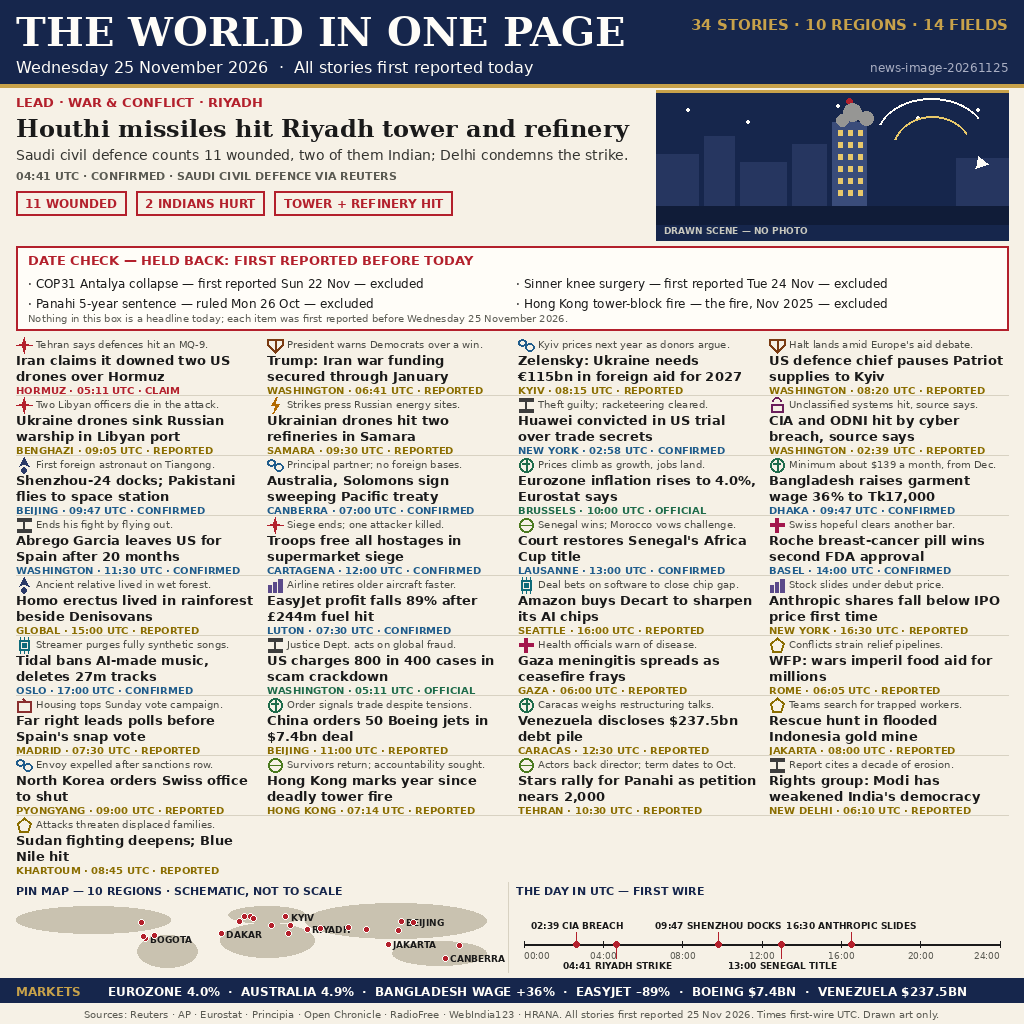 THE WORLD IN ONE PAGE
34 STORIES · 10 REGIONS · 14 FIELDS
Wednesday 25 November 2026 · All stories first reported today
news-image-20261125
LEAD · WAR & CONFLICT · RIYADH
Houthi missiles hit Riyadh tower and refinery
Saudi civil defence counts 11 wounded, two of them Indian; Delhi condemns the strike.
04:41 UTC · CONFIRMED · SAUDI CIVIL DEFENCE VIA REUTERS
11 WOUNDED
2 INDIANS HURT
TOWER + REFINERY HIT
DRAWN SCENE — NO PHOTO
DATE CHECK — HELD BACK: FIRST REPORTED BEFORE TODAY
· COP31 Antalya collapse — first reported Sun 22 Nov — excluded
· Sinner knee surgery — first reported Tue 24 Nov — excluded
· Panahi 5-year sentence — ruled Mon 26 Oct — excluded
· Hong Kong tower-block fire — the fire, Nov 2025 — excluded
Nothing in this box is a headline today; each item was first reported before Wednesday 25 November 2026.
Tehran says defences hit an MQ-9.
Iran claims it downed two US
drones over Hormuz
HORMUZ · 05:11 UTC · CLAIM
President warns Democrats over a win.
Trump: Iran war funding
secured through January
WASHINGTON · 06:41 UTC · REPORTED
Kyiv prices next year as donors argue.
Zelensky: Ukraine needs
€115bn in foreign aid for 2027
KYIV · 08:15 UTC · REPORTED
Halt lands amid Europe's aid debate.
US defence chief pauses Patriot
supplies to Kyiv
WASHINGTON · 08:20 UTC · REPORTED
Two Libyan officers die in the attack.
Ukraine drones sink Russian
warship in Libyan port
BENGHAZI · 09:05 UTC · REPORTED
Strikes press Russian energy sites.
Ukrainian drones hit two
refineries in Samara
SAMARA · 09:30 UTC · REPORTED
Theft guilty; racketeering cleared.
Huawei convicted in US trial
over trade secrets
NEW YORK · 02:58 UTC · CONFIRMED
Unclassified systems hit, source says.
CIA and ODNI hit by cyber
breach, source says
WASHINGTON · 02:39 UTC · REPORTED
First foreign astronaut on Tiangong.
Shenzhou-24 docks; Pakistani
flies to space station
BEIJING · 09:47 UTC · CONFIRMED
Principal partner; no foreign bases.
Australia, Solomons sign
sweeping Pacific treaty
CANBERRA · 07:00 UTC · CONFIRMED
Prices climb as growth, jobs land.
Eurozone inflation rises to 4.0%,
Eurostat says
BRUSSELS · 10:00 UTC · OFFICIAL
Minimum about $139 a month, from Dec.
Bangladesh raises garment
wage 36% to Tk17,000
DHAKA · 09:47 UTC · CONFIRMED
Ends his fight by flying out.
Abrego Garcia leaves US for
Spain after 20 months
WASHINGTON · 11:30 UTC · CONFIRMED
Siege ends; one attacker killed.
Troops free all hostages in
supermarket siege
CARTAGENA · 12:00 UTC · CONFIRMED
Senegal wins; Morocco vows challenge.
Court restores Senegal's Africa
Cup title
LAUSANNE · 13:00 UTC · CONFIRMED
Swiss hopeful clears another bar.
Roche breast-cancer pill wins
second FDA approval
BASEL · 14:00 UTC · CONFIRMED
Ancient relative lived in wet forest.
Homo erectus lived in rainforest
beside Denisovans
GLOBAL · 15:00 UTC · REPORTED
Airline retires older aircraft faster.
EasyJet profit falls 89% after
£244m fuel hit
LUTON · 07:30 UTC · CONFIRMED
Deal bets on software to close chip gap.
Amazon buys Decart to sharpen
its AI chips
SEATTLE · 16:00 UTC · REPORTED
Stock slides under debut price.
Anthropic shares fall below IPO
price first time
NEW YORK · 16:30 UTC · REPORTED
Streamer purges fully synthetic songs.
Tidal bans AI-made music,
deletes 27m tracks
OSLO · 17:00 UTC · CONFIRMED
Justice Dept. acts on global fraud.
US charges 800 in 400 cases in
scam crackdown
WASHINGTON · 05:11 UTC · OFFICIAL
Health officials warn of disease.
Gaza meningitis spreads as
ceasefire frays
GAZA · 06:00 UTC · REPORTED
Conflicts strain relief pipelines.
WFP: wars imperil food aid for
millions
ROME · 06:05 UTC · REPORTED
Housing tops Sunday vote campaign.
Far right leads polls before
Spain's snap vote
MADRID · 07:30 UTC · REPORTED
Order signals trade despite tensions.
China orders 50 Boeing jets in
$7.4bn deal
BEIJING · 11:00 UTC · REPORTED
Caracas weighs restructuring talks.
Venezuela discloses $237.5bn
debt pile
CARACAS · 12:30 UTC · REPORTED
Teams search for trapped workers.
Rescue hunt in flooded
Indonesia gold mine
JAKARTA · 08:00 UTC · REPORTED
Envoy expelled after sanctions row.
North Korea orders Swiss office
to shut
PYONGYANG · 09:00 UTC · REPORTED
Survivors return; accountability sought.
Hong Kong marks year since
deadly tower fire
HONG KONG · 07:14 UTC · REPORTED
Actors back director; term dates to Oct.
Stars rally for Panahi as petition
nears 2,000
TEHRAN · 10:30 UTC · REPORTED
Report cites a decade of erosion.
Rights group: Modi has
weakened India's democracy
NEW DELHI · 06:10 UTC · REPORTED
Attacks threaten displaced families.
Sudan fighting deepens; Blue
Nile hit
KHARTOUM · 08:45 UTC · REPORTED
PIN MAP — 10 REGIONS · SCHEMATIC, NOT TO SCALE
KYIV
BEIJING
BOGOTA
DAKAR
RIYADH
JAKARTA
CANBERRA
THE DAY IN UTC — FIRST WIRE
02:39 CIA BREACH
09:47 SHENZHOU DOCKS
16:30 ANTHROPIC SLIDES
00:00
04:00
08:00
12:00
16:00
20:00
24:00
04:41 RIYADH STRIKE
13:00 SENEGAL TITLE
MARKETS
EUROZONE 4.0% · AUSTRALIA 4.9% · BANGLADESH WAGE +36% · EASYJET –89% · BOEING $7.4BN · VENEZUELA $237.5BN
Sources: Reuters · AP · Eurostat · Principia · Open Chronicle · RadioFree · WebIndia123 · HRANA. All stories first reported 25 Nov 2026. Times first-wire UTC. Drawn art only.